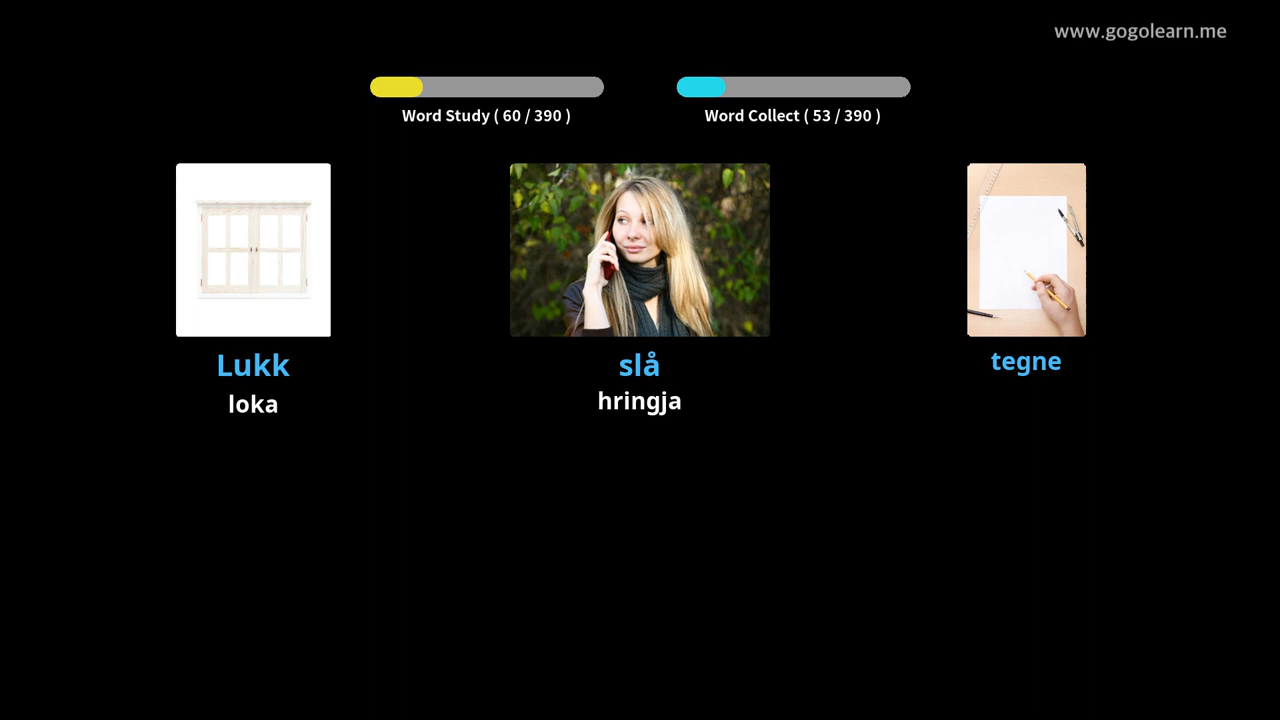 www.gogolearn.me
Word Study ( 60 / 390 )
Word Collect ( 53 / 390 )
Lukk
loka
slå
hringja
tegne